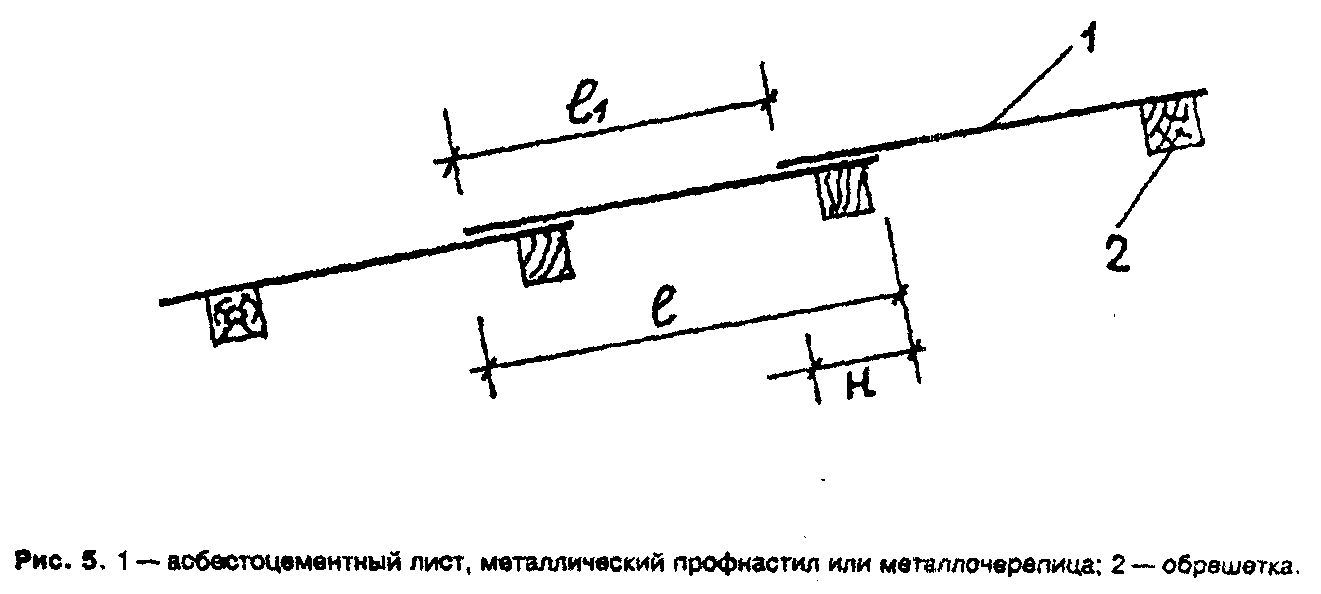 1
ℓ1
2
ℓ
н
Рис. 5. 1 — асбестоцементный лист, металлический профнастил или металлочерепица; 2 — обрешетка.